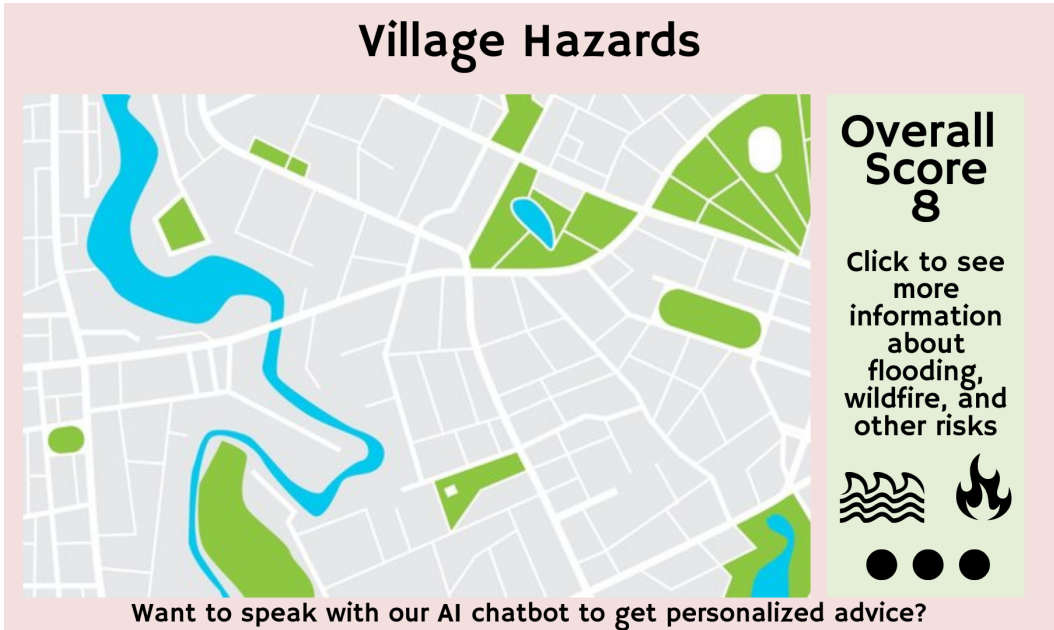 Village Hazards
Overall
Score
8
Click to see
more
information
about
flooding,
wildfire, and
other risks
Want to speak with our AI chatbot to get personalized advice?